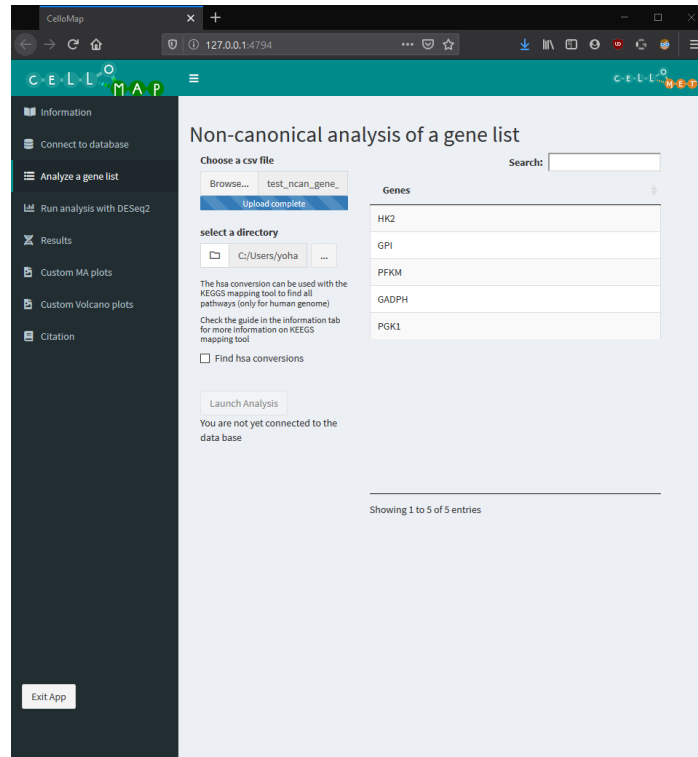 CelloMap
127.0.0.1:4794
CELLOMAP
CELLOMET
Information
Connect to database
Analyze a gene list
Run analysis with DESeq2
Results
Custom MA plots
Custom Volcano plots
Citation
Exit App
Non-canonical analysis of a gene list
Choose a csv file
Browse... test_ncan_gene_
Upload complete
select a directory
C:/Users/yoha ...
The hsa conversion can be used with the
KEGGS mapping tool to find all
pathways (only for human genome)
Check the guide in the information tab
for more information on KEEGS
mapping tool
Find hsa conversions
Launch Analysis
You are not yet connected to the
data base
Search:
Genes
HK2
GPI
PFKM
GADPH
PGK1
Showing 1 to 5 of 5 entries